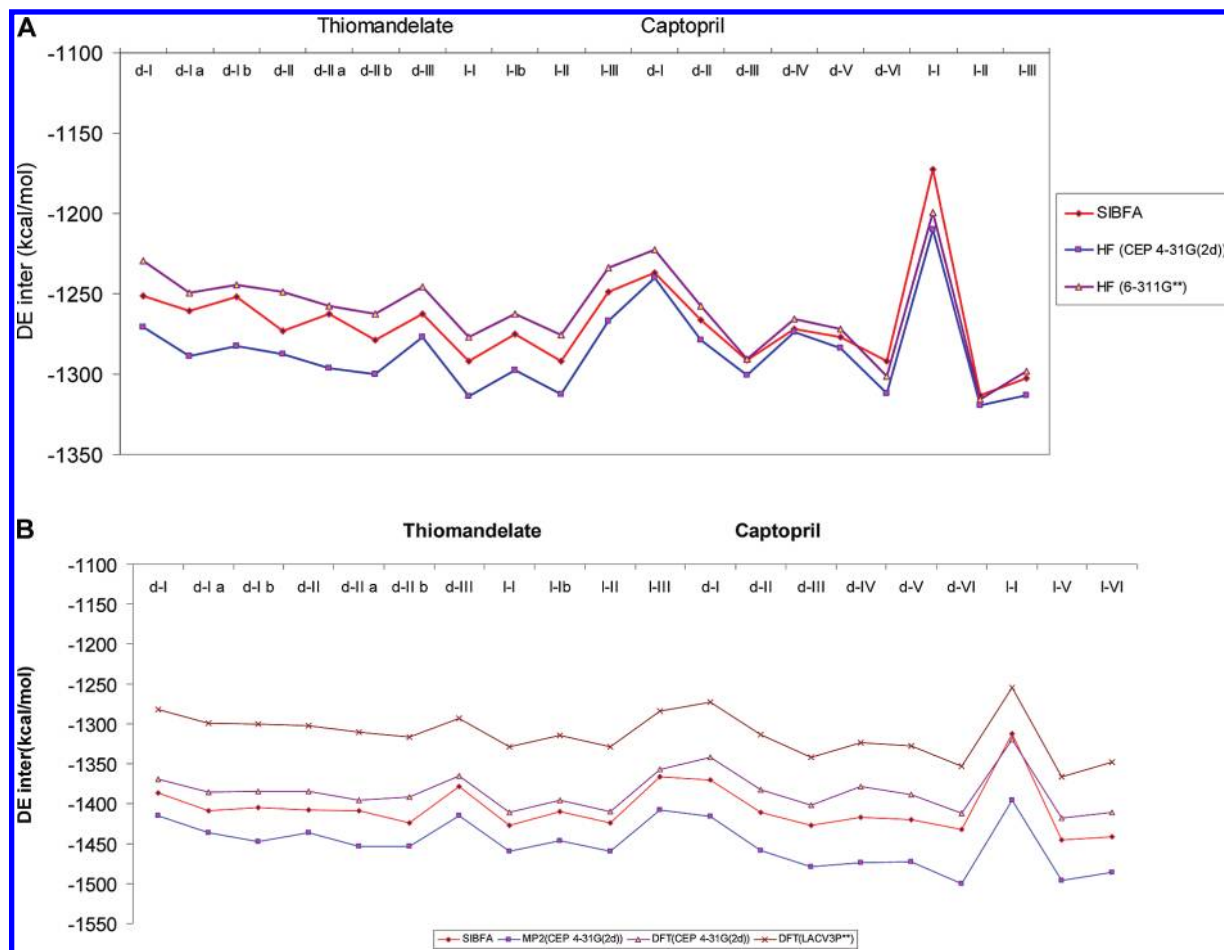 A
Thiomandelate Captopril
-1100
d-I d-I a d-I b d-II d-II a d-II b d-III l-I l-Ib l-II l-III d-I d-II d-III d-IV d-V d-VI l-I l-II l-III
-1150
-1200
-1250
-1300
-1350
DE inter (kcal/mol)
SIBFA
HF (CEP 4-31G(2d))
HF (6-311G**)
B
Thiomandelate Captopril
-1100
d-I d-I a d-I b d-II d-II a d-II b d-III l-I l-Ib l-II l-III d-I d-II d-III d-IV d-V d-VI l-I l-V l-VI
-1150
-1200
-1250
-1300
-1350
-1400
-1450
-1500
-1550
DE inter(kcal/mol)
SIBFA MP2(CEP 4-31G(2d)) DFT(CEP 4-31G(2d)) DFT(LACV3P**)